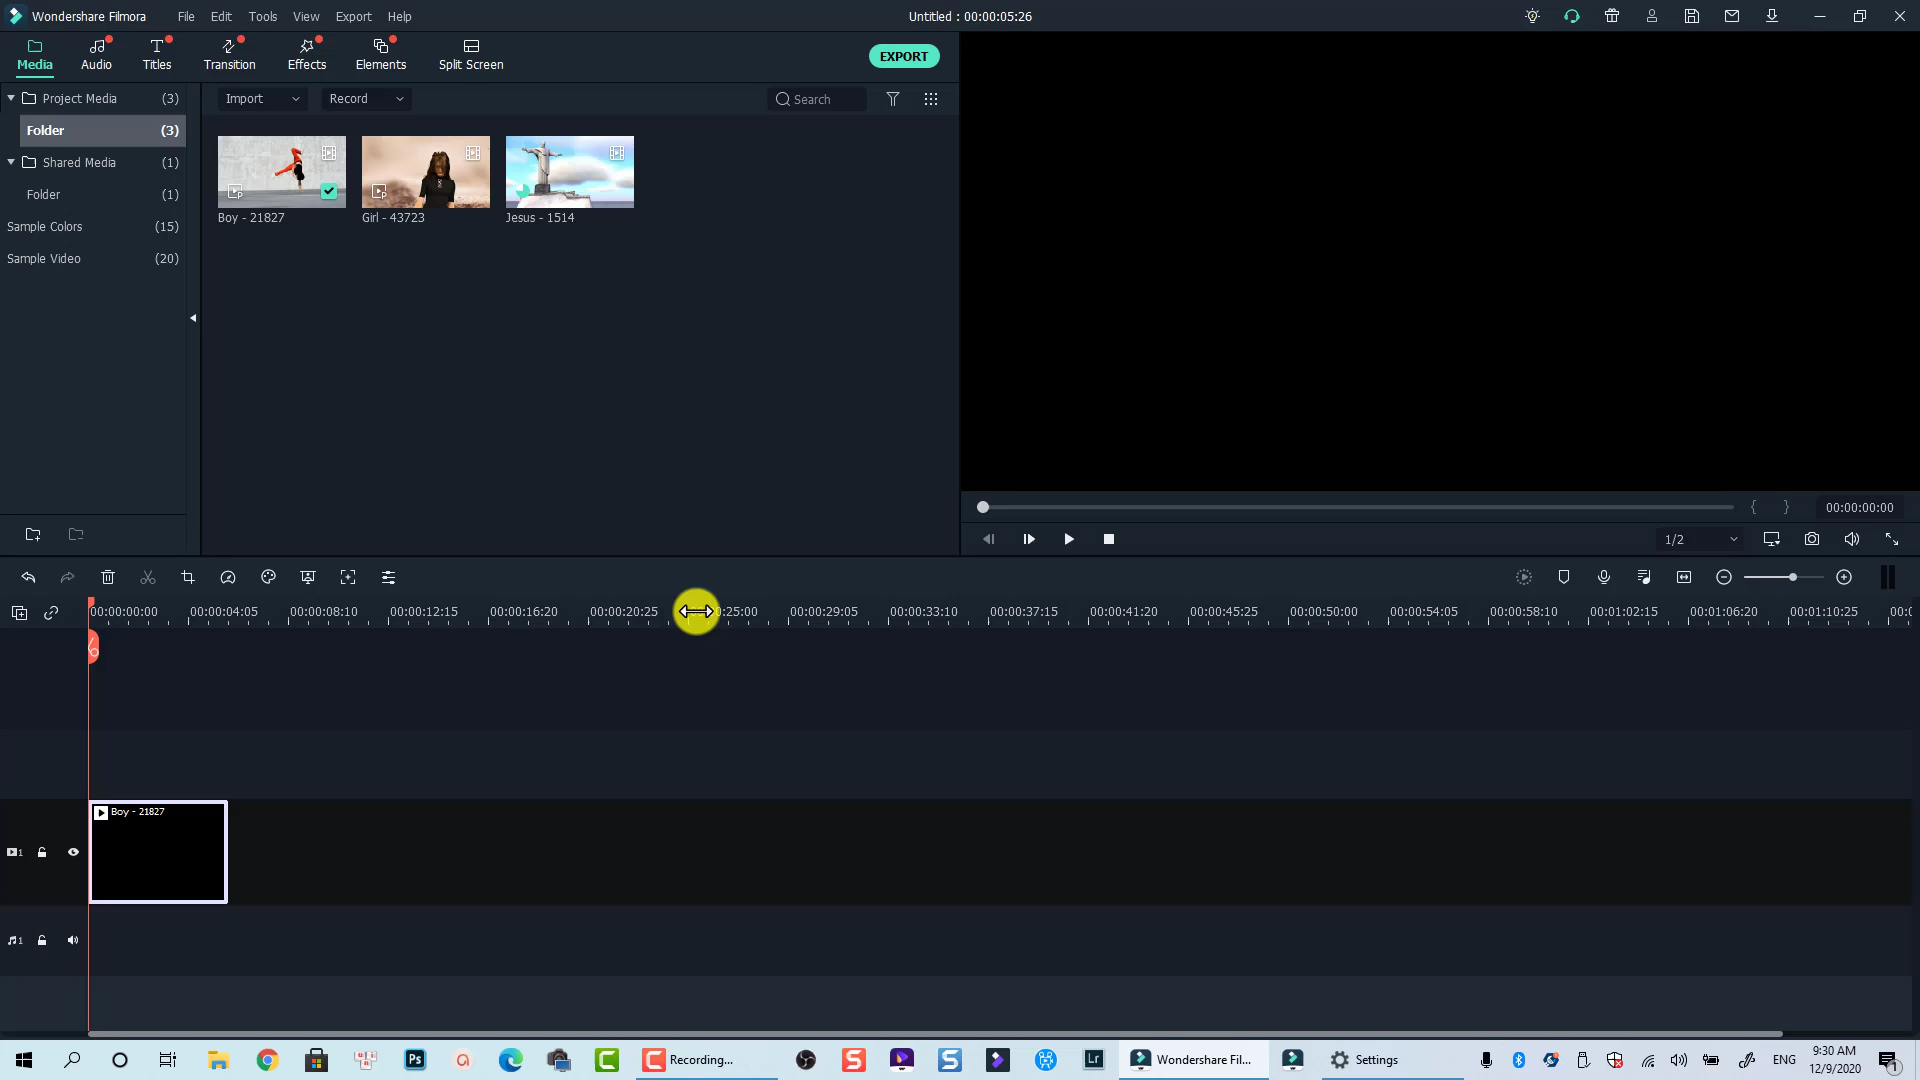 Wondershare Filmora File Edit Tools View Export Help Untitled : 00:00:05:26
Media Audio Titles Transition Effects Elements Split Screen EXPORT
Project Media (3)
Folder (3)
Shared Media (1)
Folder (1)
Sample Colors (15)
Sample Video (20)
Import Record Search
Boy - 21827 Girl - 43723 Jesus - 1514
{ } 00:00:00:00
1/2
00:00:00:00 00:00:04:05 00:00:08:10 00:00:12:15 00:00:16:20 00:00:20:25 :25:00 00:00:29:05 00:00:33:10 00:00:37:15 00:00:41:20 00:00:45:25 00:00:50:00 00:00:54:05 00:00:58:10 00:01:02:15 00:01:06:20 00:01:10:25 00:0
Boy - 21827
1
1
Ps Recording... S S Lr Wondershare Fil... Settings ENG 9:30 AM
12/9/2020 1